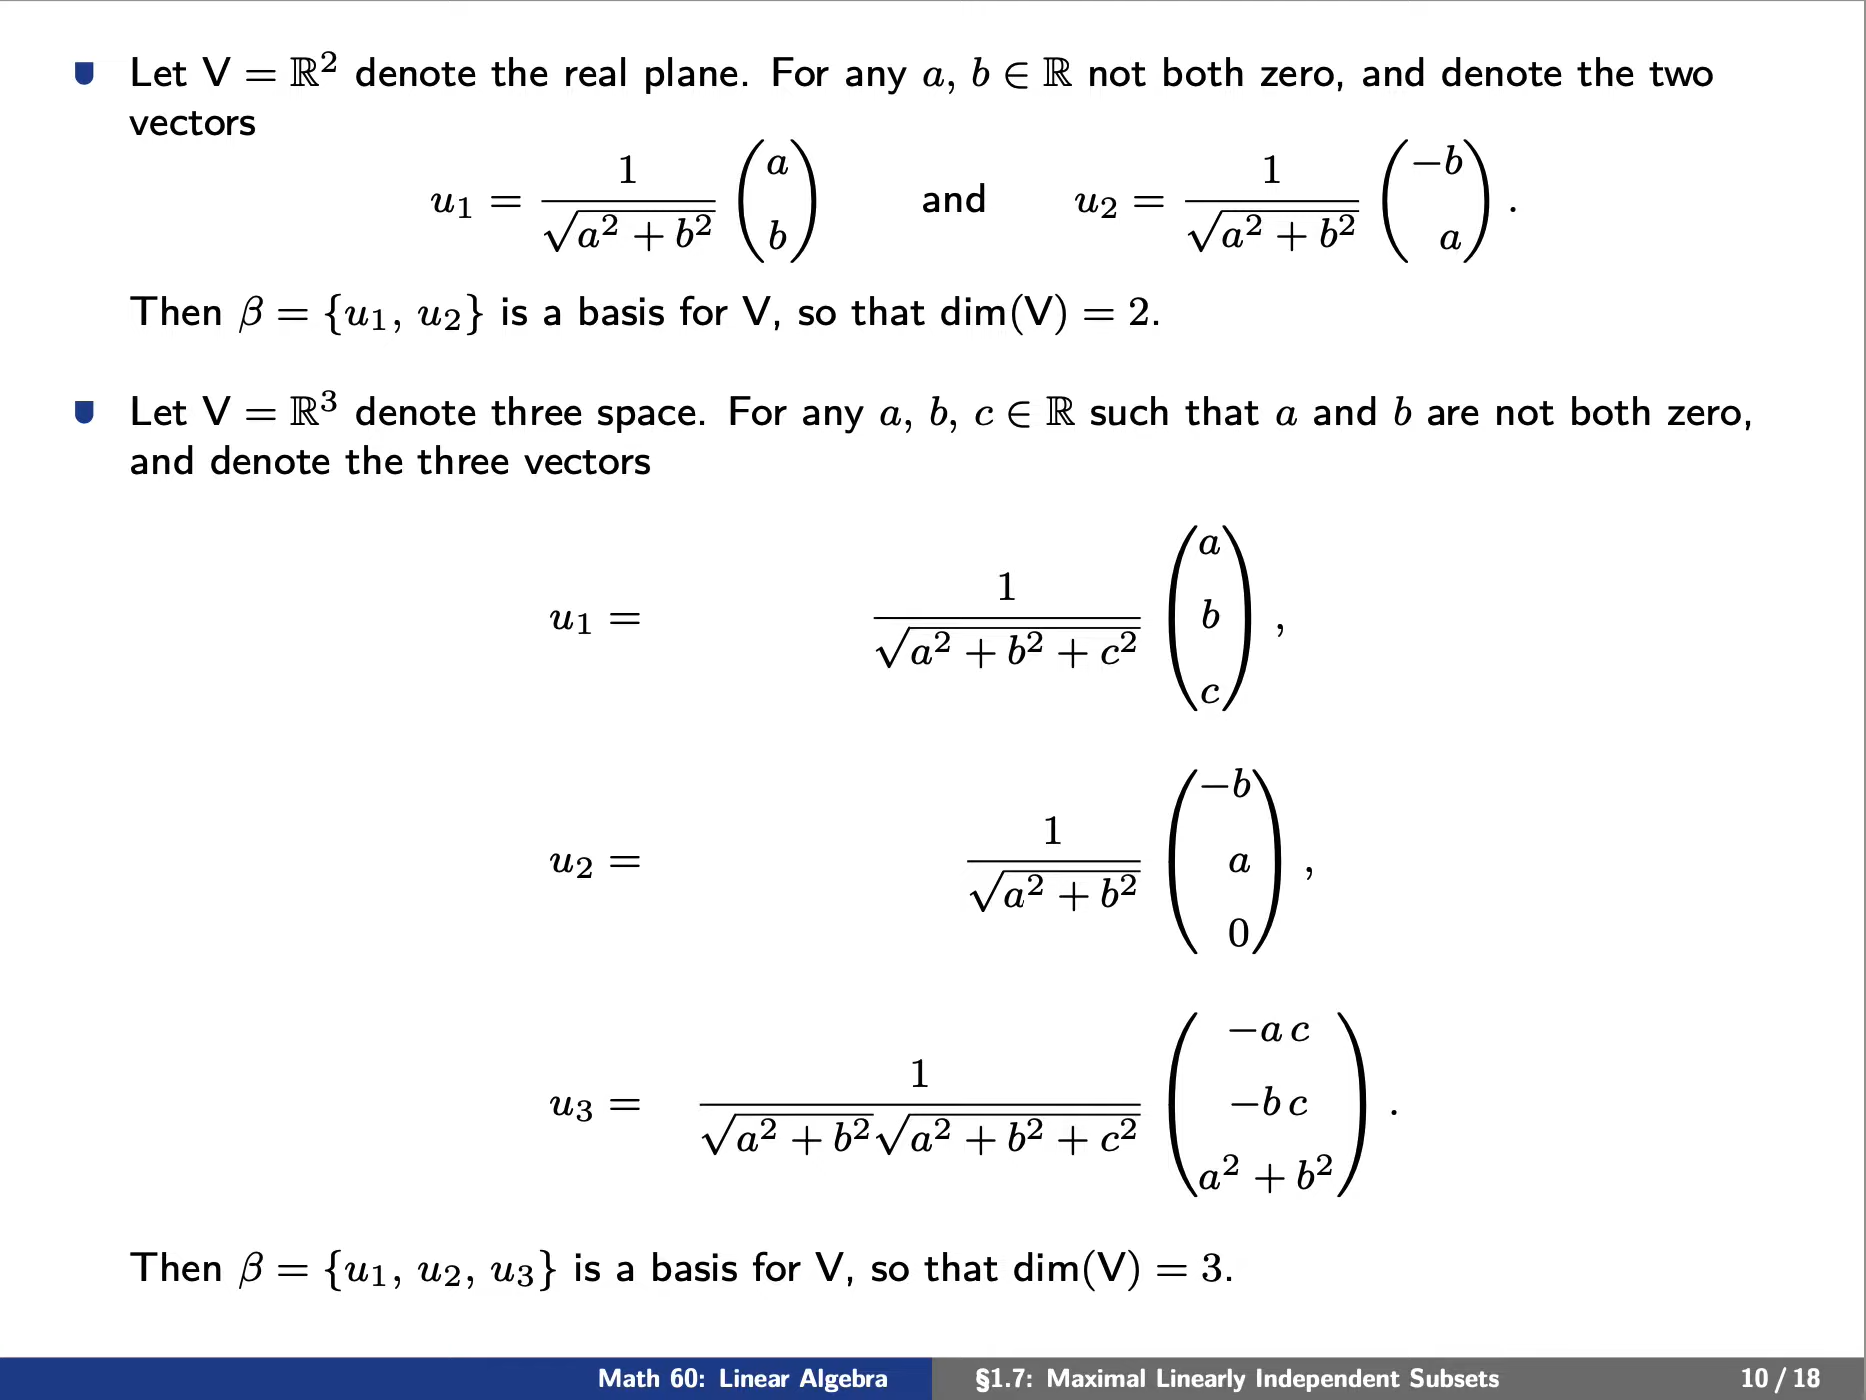 Let V = ℝ² denote the real plane. For any a, b ∈ ℝ not both zero, and denote the two
vectors
u₁ = 1/√(a² + b²) (a b) and u₂ = 1/√(a² + b²) (−b a).
Then β = {u₁, u₂} is a basis for V, so that dim(V) = 2.
Let V = ℝ³ denote three space. For any a, b, c ∈ ℝ such that a and b are not both zero,
and denote the three vectors
u₁ = 1/√(a² + b² + c²) (a b c),
u₂ = 1/√(a² + b²) (−b a 0),
u₃ = 1/(√(a² + b²)√(a² + b² + c²)) (−a c −b c a² + b²).
Then β = {u₁, u₂, u₃} is a basis for V, so that dim(V) = 3.
Math 60: Linear Algebra §1.7: Maximal Linearly Independent Subsets 10 / 18